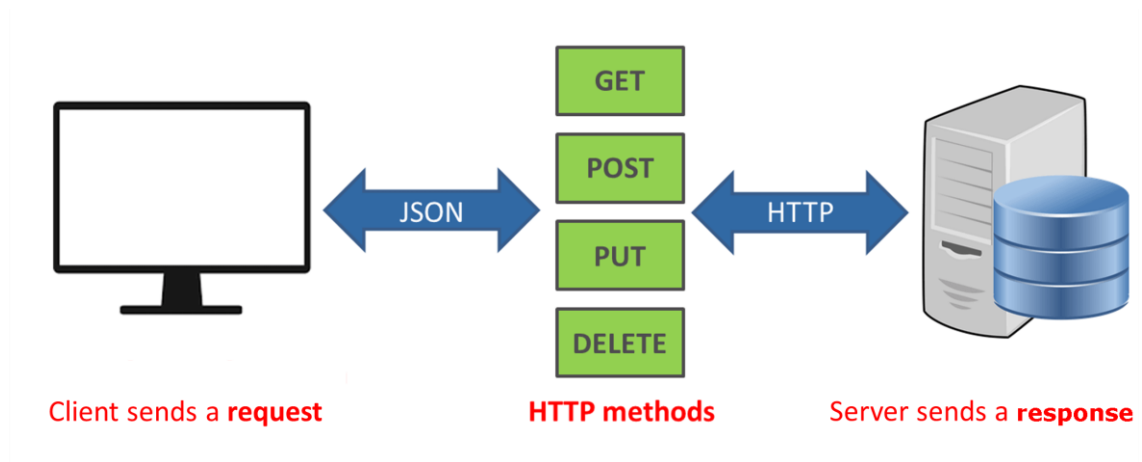 GET
POST
JSON
HTTP
PUT
DELETE
Client sends a request
HTTP methods
Server sends a response